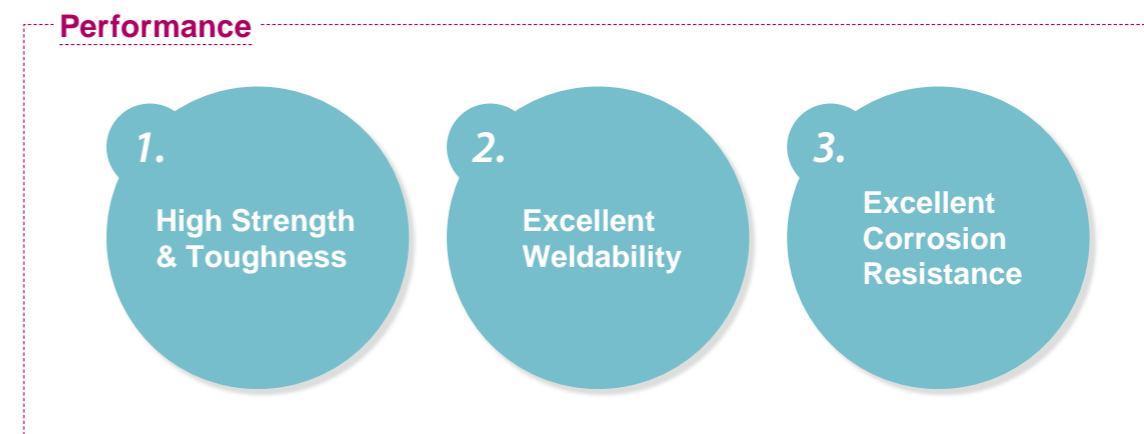 Performance
1.
High Strength
& Toughness
2.
Excellent
Weldability
3.
Excellent
Corrosion
Resistance